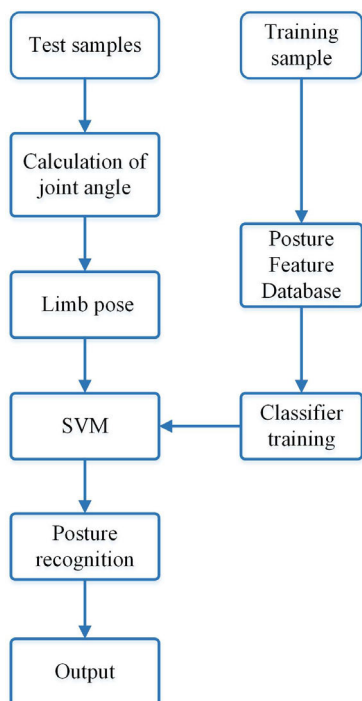 Test samples
Calculation of
joint angle
Limb pose
SVM
Posture
recognition
Output
Training
sample
Posture
Feature
Database
Classifier
training